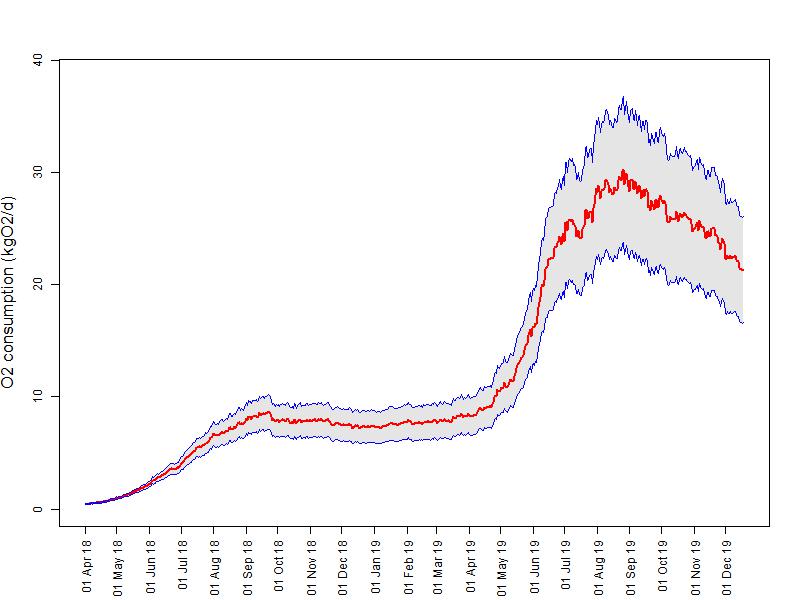 O2 consumption (kgO2/d)
40
30
20
10
0
01 Apr 18
01 May 18
01 Jun 18
01 Jul 18
01 Aug 18
01 Sep 18
01 Oct 18
01 Nov 18
01 Dec 18
01 Jan 19
01 Feb 19
01 Mar 19
01 Apr 19
01 May 19
01 Jun 19
01 Jul 19
01 Aug 19
01 Sep 19
01 Oct 19
01 Nov 19
01 Dec 19